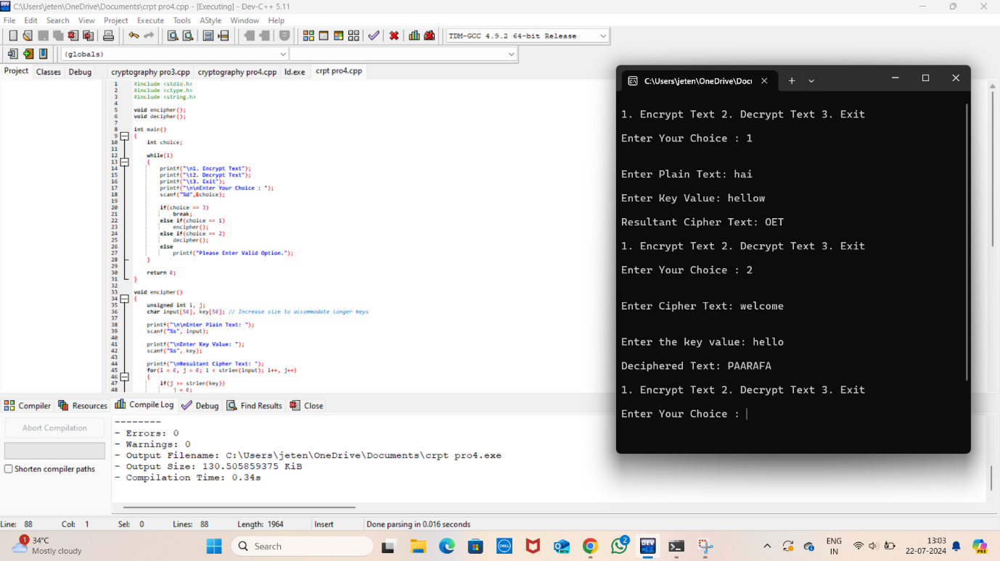 C:\Users\jeten\OneDrive\Documents\crpt pro4.cpp - [Executing] - Dev-C++ 5.11
File Edit Search View Project Execute Tools AStyle Window Help
TDM-GCC 4.9.2 64-bit Release
(globals)
Project Classes Debug
cryptography pro3.cpp cryptography pro4.cpp ld.exe crpt pro4.cpp
1 #include <stdio.h>
2 #include <ctype.h>
3 #include <string.h>
4
5 void encipher();
6 void decipher();
7
8 int main()
9 {
10 int choice;
11
12 while(1)
13 {
14 printf("\n1. Encrypt Text");
15 printf("\t2. Decrypt Text");
16 printf("\t3. Exit");
17 printf("\n\nEnter Your Choice : ");
18 scanf("%d",&choice);
19
20 if(choice == 3)
21 break;
22 else if(choice == 1)
23 encipher();
24 else if(choice == 2)
25 decipher();
26 else
27 printf("Please Enter Valid Option.");
28 }
29
30 return 0;
31 }
32
33 void encipher()
34 {
35 unsigned int i, j;
36 char input[50], key[50]; // Increase size to accommodate longer keys
37
38 printf("\n\nEnter Plain Text: ");
39 scanf("%s", input);
40
41 printf("\nEnter Key Value: ");
42 scanf("%s", key);
43
44 printf("\nResultant Cipher Text: ");
45 for(i = 0, j = 0; i < strlen(input); i++, j++)
46 {
47 if(j >= strlen(key))
48 j = 0;
C:\Users\jeten\OneDrive\Docu
1. Encrypt Text 2. Decrypt Text 3. Exit
Enter Your Choice : 1
Enter Plain Text: hai
Enter Key Value: hellow
Resultant Cipher Text: OET
1. Encrypt Text 2. Decrypt Text 3. Exit
Enter Your Choice : 2
Enter Cipher Text: welcome
Enter the key value: hello
Deciphered Text: PAARAFA
1. Encrypt Text 2. Decrypt Text 3. Exit
Enter Your Choice :
Compiler Resources Compile Log Debug Find Results Close
Abort Compilation
Shorten compiler paths
--------
- Errors: 0
- Warnings: 0
- Output Filename: C:\Users\jeten\OneDrive\Documents\crpt pro4.exe
- Output Size: 130.505859375 KiB
- Compilation Time: 0.34s
Line: 88 Col: 1 Sel: 0 Lines: 88 Length: 1964 Insert Done parsing in 0.016 seconds
1
34°C
Mostly cloudy
Search
DELL
NEW
2
DEV
ENG
IN
13:03
22-07-2024
PRE